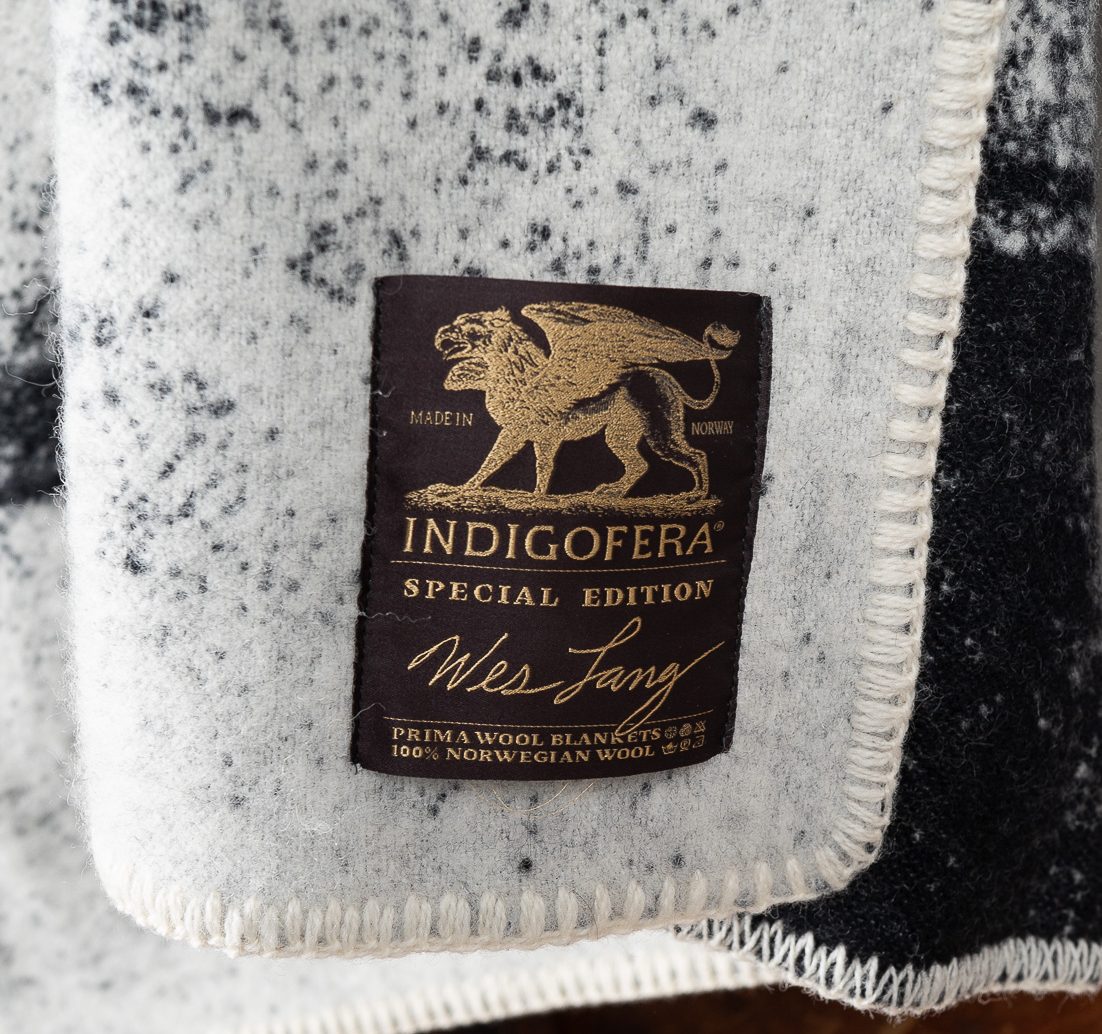 MADE IN NORWAY
INDIGOFERA®
SPECIAL EDITION
Wes Lang
PRIMA WOOL BLANKETS
100% NORWEGIAN WOOL